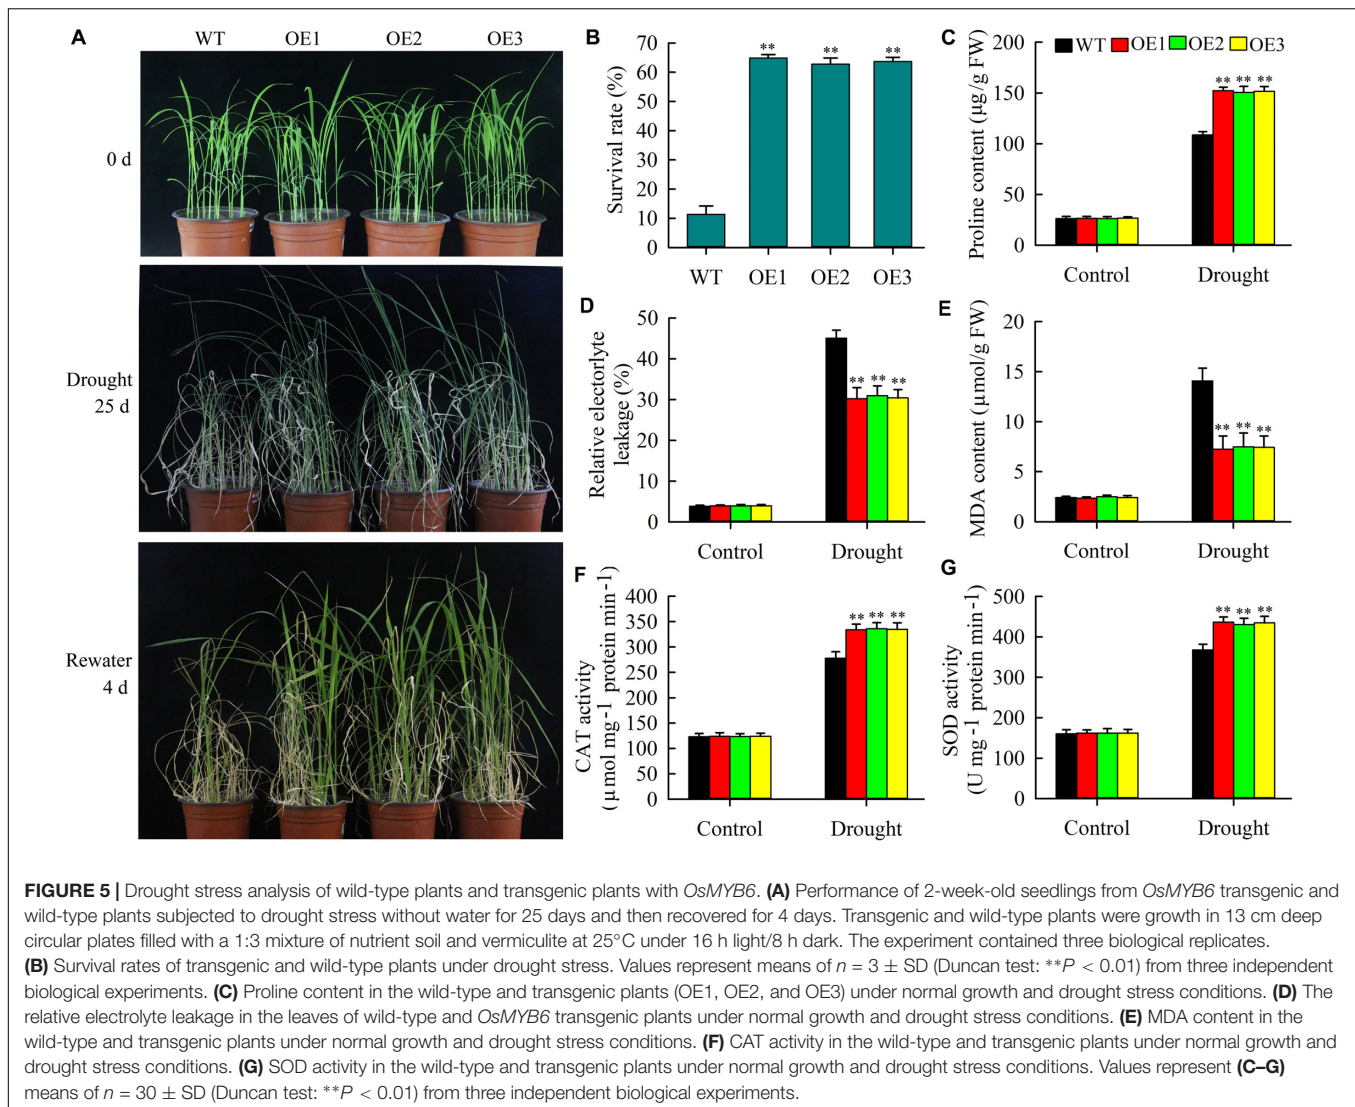 A
WT OE1 OE2 OE3
0 d
Drought
25 d
Rewater
4 d
B
Survival rate (%)
70
60
50
40
30
20
10
0
** ** **
WT OE1 OE2 OE3
C
WT OE1 OE2 OE3
Proline content (µg/g FW)
200
150
100
50
0
** ** **
Control Drought
D
Relative electorlyte
leakage (%)
50
40
30
20
10
0
** ** **
Control Drought
E
MDA content (µmol/g FW)
20
15
10
5
0
** ** **
Control Drought
F
CAT activity
(µmol mg-1 protein min-1)
400
350
300
250
200
150
100
50
0
** ** **
Control Drought
G
SOD activity
(U mg-1 protein min-1)
500
400
300
200
100
0
** ** **
Control Drought
FIGURE 5 | Drought stress analysis of wild-type plants and transgenic plants with OsMYB6. (A) Performance of 2-week-old seedlings from OsMYB6 transgenic and
wild-type plants subjected to drought stress without water for 25 days and then recovered for 4 days. Transgenic and wild-type plants were growth in 13 cm deep
circular plates filled with a 1:3 mixture of nutrient soil and vermiculite at 25°C under 16 h light/8 h dark. The experiment contained three biological replicates.
(B) Survival rates of transgenic and wild-type plants under drought stress. Values represent means of n = 3 ± SD (Duncan test: **P < 0.01) from three independent
biological experiments. (C) Proline content in the wild-type and transgenic plants (OE1, OE2, and OE3) under normal growth and drought stress conditions. (D) The
relative electrolyte leakage in the leaves of wild-type and OsMYB6 transgenic plants under normal growth and drought stress conditions. (E) MDA content in the
wild-type and transgenic plants under normal growth and drought stress conditions. (F) CAT activity in the wild-type and transgenic plants under normal growth and
drought stress conditions. (G) SOD activity in the wild-type and transgenic plants under normal growth and drought stress conditions. Values represent (C–G)
means of n = 30 ± SD (Duncan test: **P < 0.01) from three independent biological experiments.